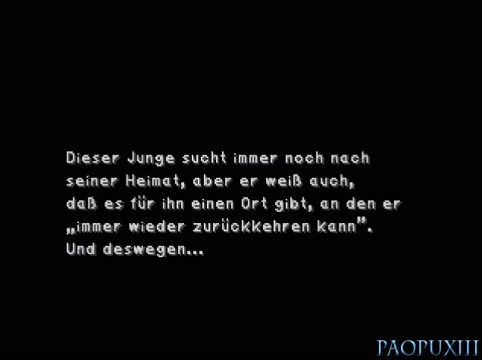 Dieser Junge sucht immer noch nach
seiner Heimat, aber er weiß auch,
daß es für ihn einen Ort gibt, an den er
„immer wieder zurückkehren kann”.
Und deswegen...
PAOPUXIII